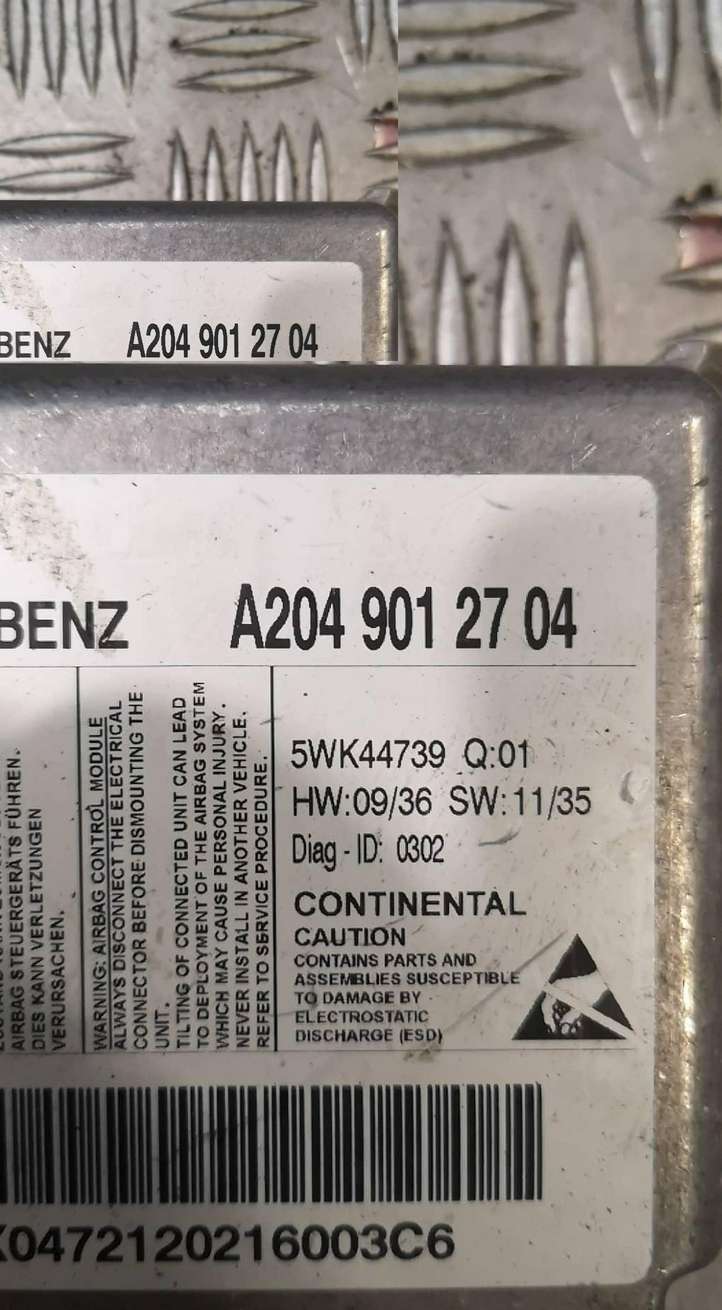 BENZ A204 901 27 04
BENZ A204 901 27 04
AIRBAG STEUERGERÄTS FÜHREN.
DIES KANN VERLETZUNGEN
VERURSACHEN.
WARNING: AIRBAG CONTROL MODULE
ALWAYS DISCONNECT THE ELECTRICAL
CONNECTOR BEFORE DISMOUNTING THE
UNIT.
TILTING OF CONNECTED UNIT CAN LEAD
TO DEPLOYMENT OF THE AIRBAG SYSTEM
WHICH MAY CAUSE PERSONAL INJURY.
NEVER INSTALL IN ANOTHER VEHICLE.
REFER TO SERVICE PROCEDURE.
5WK44739 Q:01
HW:09/36 SW:11/35
Diag - ID: 0302
CONTINENTAL
CAUTION
CONTAINS PARTS AND
ASSEMBLIES SUSCEPTIBLE
TO DAMAGE BY
ELECTROSTATIC
DISCHARGE (ESD)
0472120216003C6